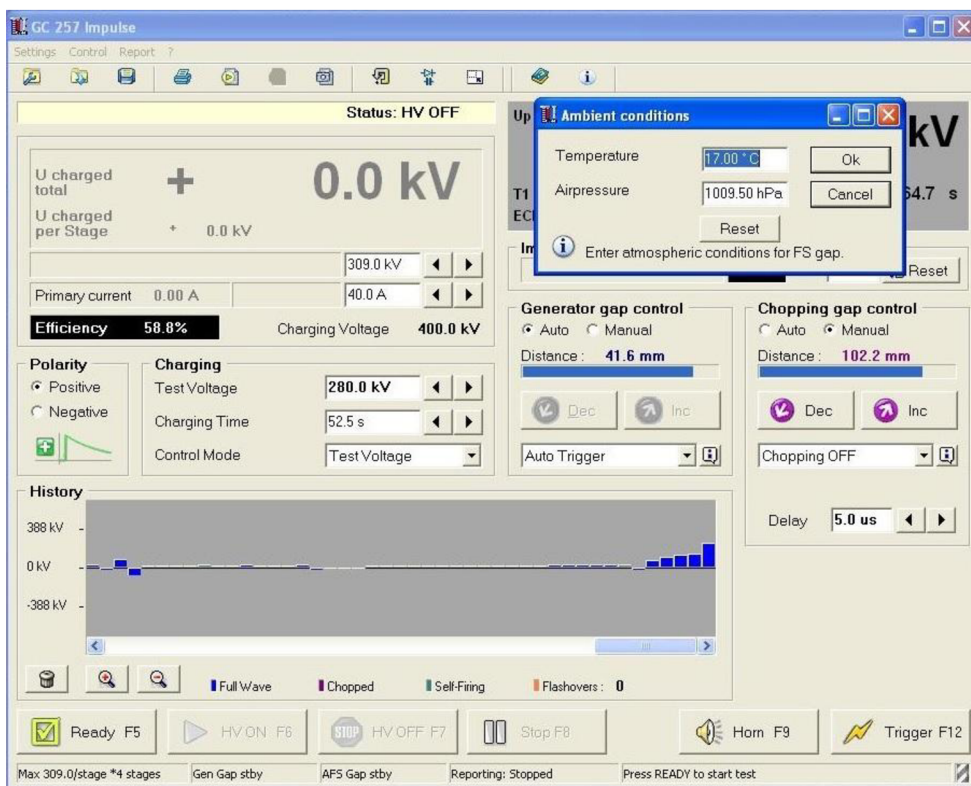 GC 257 Impulse
Settings Control Report ?
Status: HV OFF
U charged total + 0.0 kV
U charged per Stage + 0.0 kV
309.0 kV
Primary current 0.00 A 40.0 A
Efficiency 58.8% Charging Voltage 400.0 kV
Up kV
T1 64.7 s
Ambient conditions
Temperature 17.00 ° C Ok
Airpressure 1009.50 hPa Cancel
Reset
i Enter atmospheric conditions for FS gap.
Reset
Polarity
Positive
Negative
Charging
Test Voltage 280.0 kV
Charging Time 52.5 s
Control Mode Test Voltage
Generator gap control
Auto Manual
Distance : 41.6 mm
Dec Inc
Auto Trigger
Chopping gap control
Auto Manual
Distance : 102.2 mm
Dec Inc
Chopping OFF
Delay 5.0 us
History
388 kV
0 kV
-388 kV
Full Wave Chopped Self-Firing Flashovers : 0
Ready F5 HV ON F6 STOP HV OFF F7 Stop F8 Horn F9 Trigger F12
Max 309.0/stage *4 stages Gen Gap stby AFS Gap stby Reporting: Stopped Press READY to start test